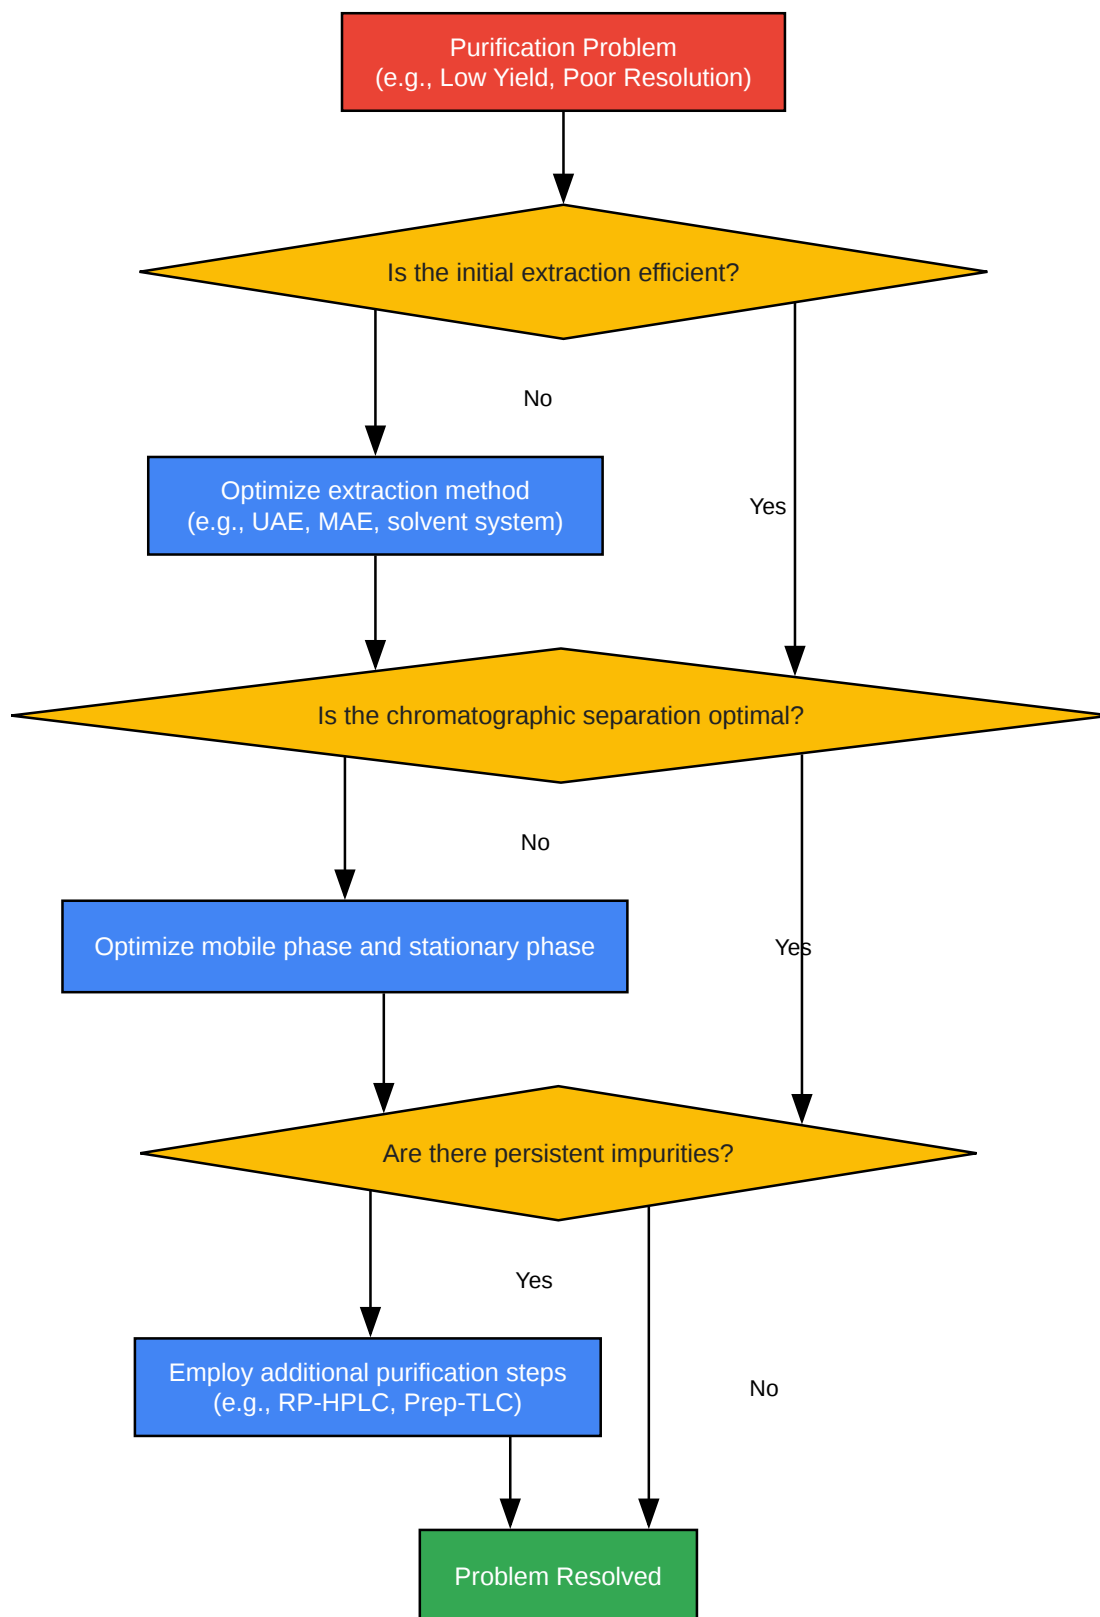 Purification Problem
(e.g., Low Yield, Poor Resolution)
Is the initial extraction efficient?
No
Optimize extraction method
(e.g., UAE, MAE, solvent system)
Yes
Is the chromatographic separation optimal?
No
Optimize mobile phase and stationary phase
Yes
Are there persistent impurities?
Yes
Employ additional purification steps
(e.g., RP-HPLC, Prep-TLC)
No
Problem Resolved